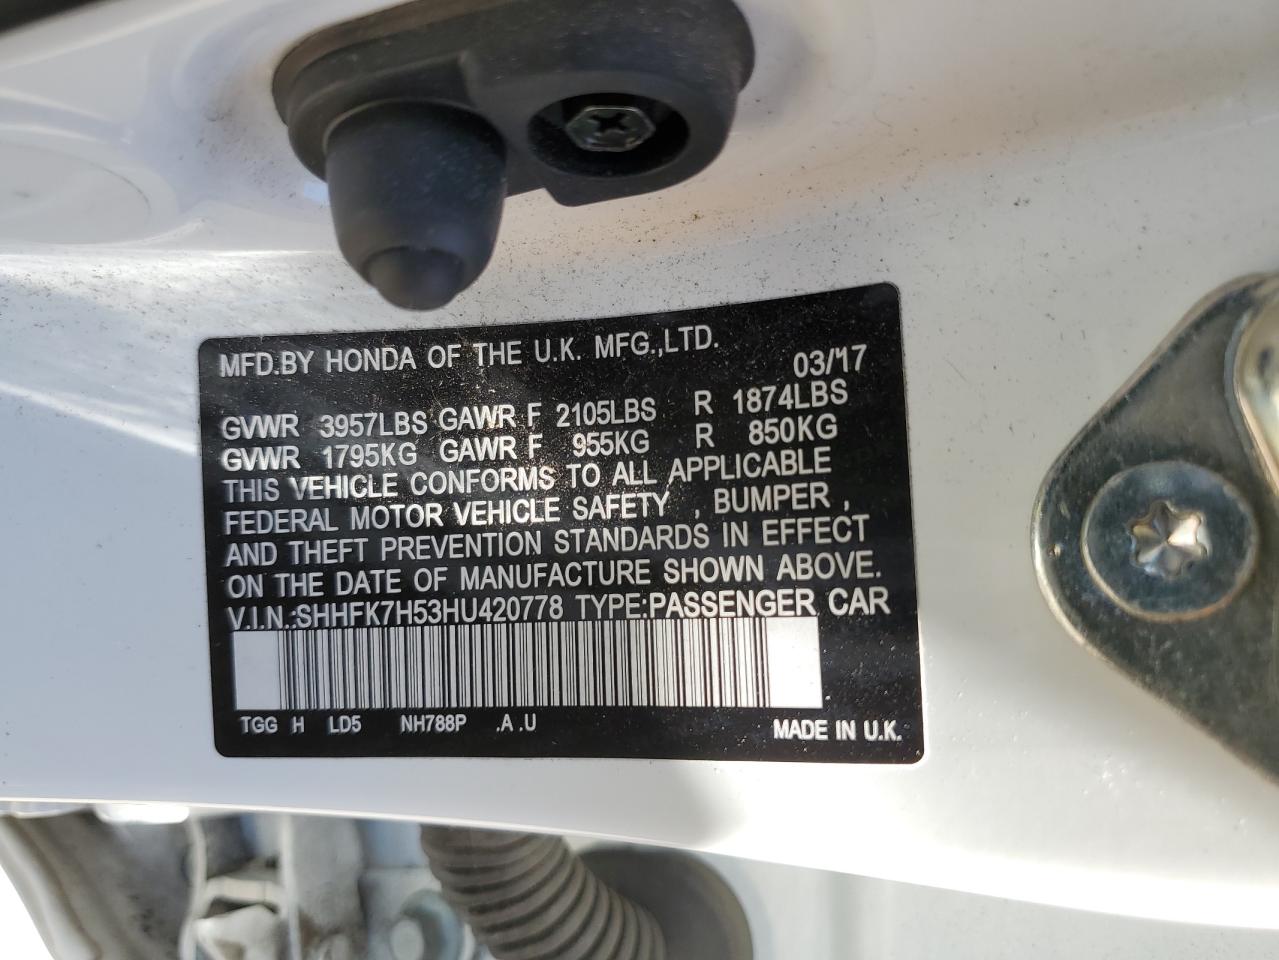 MFD.BY HONDA OF THE U.K. MFG.,LTD.
03/'17
GVWR 3957LBS GAWR F 2105LBS R 1874LBS
GVWR 1795KG GAWR F 955KG R 850KG
THIS VEHICLE CONFORMS TO ALL APPLICABLE
FEDERAL MOTOR VEHICLE SAFETY , BUMPER ,
AND THEFT PREVENTION STANDARDS IN EFFECT
ON THE DATE OF MANUFACTURE SHOWN ABOVE.
V.I.N.:SHHFK7H53HU420778 TYPE:PASSENGER CAR
TGG H LD5 NH788P .A .U MADE IN U.K.